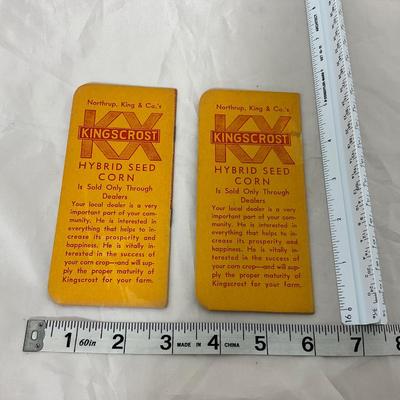 Northrup, King & Co.'s
KX
KINGSCROST
HYBRID SEED
CORN
Is Sold Only Through
Dealers
Your local dealer is a very
important part of your com-
munity. He is interested in
everything that helps to in-
crease its prosperity and
happiness. He is vitally in-
terested in the success of
your corn crop—and will sup-
ply the proper maturity of
Kingscrost for your farm.
Northrup, King & Co.'s
KX
KINGSCROST
HYBRID SEED
CORN
Is Sold Only Through
Dealers
Your local dealer is a very
important part of your com-
munity. He is interested in
everything that helps to in-
crease its prosperity and
happiness. He is vitally in-
terested in the success of
your corn crop—and will sup-
ply the proper maturity of
Kingscrost for your farm.
1 60in 2 3 MADE IN 4 CHINA 5 6 7 8
16